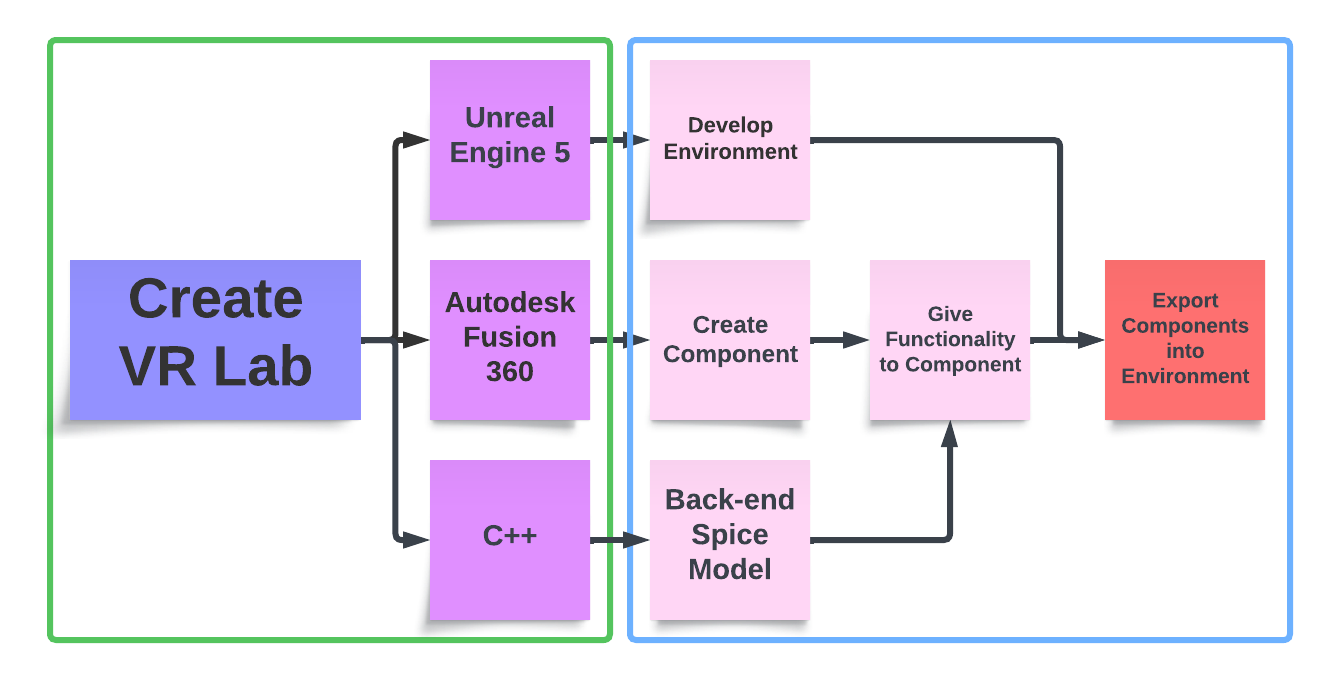 Create
VR Lab
Unreal
Engine 5
Autodesk
Fusion
360
C++
Develop
Environment
Create
Component
Back-end
Spice
Model
Give
Functionality
to Component
Export
Components
into
Environment